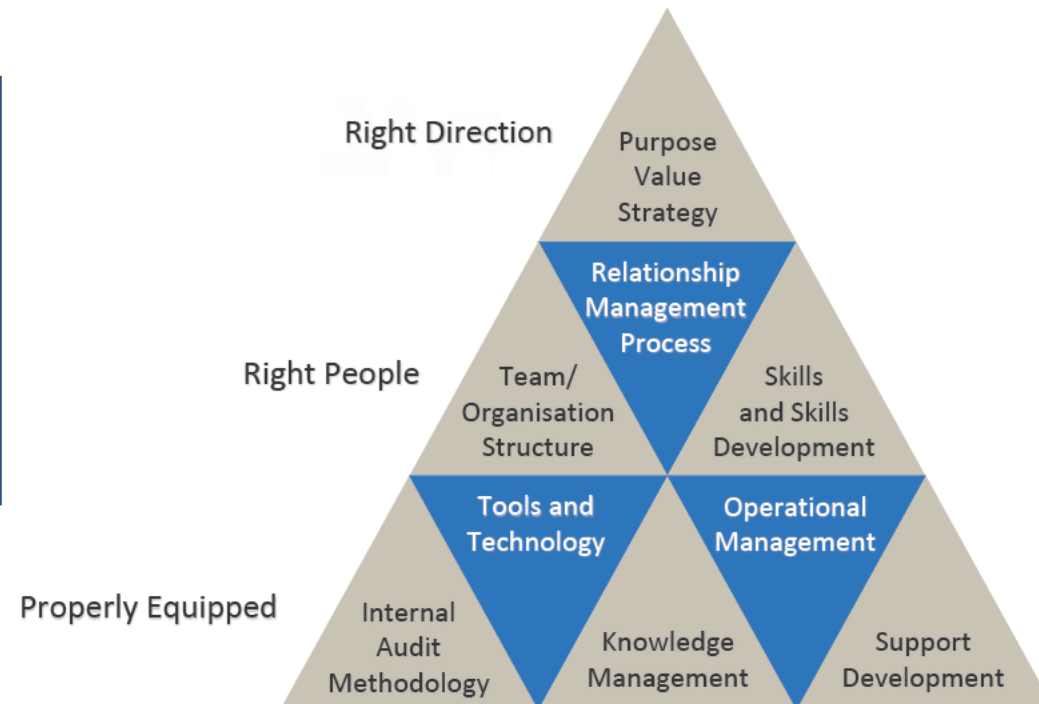 Right Direction
Purpose
Value
Strategy
Relationship
Management
Process
Right People
Team/
Organisation
Structure
Skills
and Skills
Development
Tools and
Technology
Operational
Management
Properly Equipped
Internal
Audit
Methodology
Knowledge
Management
Support
Development